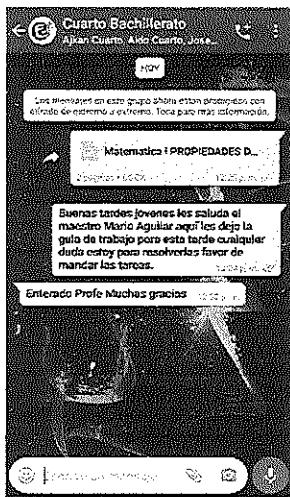 Cuarto Bachillerato
Ajkan Cuarto, Aldo Cuarto, Jose...
HOY
Los mensajes en este grupo ahora están protegidos con
cifrado de extremo a extremo. Toca para más información.
Matematica I PROPIEDADES D...
Buenas tardes jovenes les saluda el
maestro Mario Aguilar aquí les dejo la
guía de trabajo para esta tarde cualquier
duda estoy para resolverlas favor de
mandar las tareas.
Enterado Profe Muchas gracias